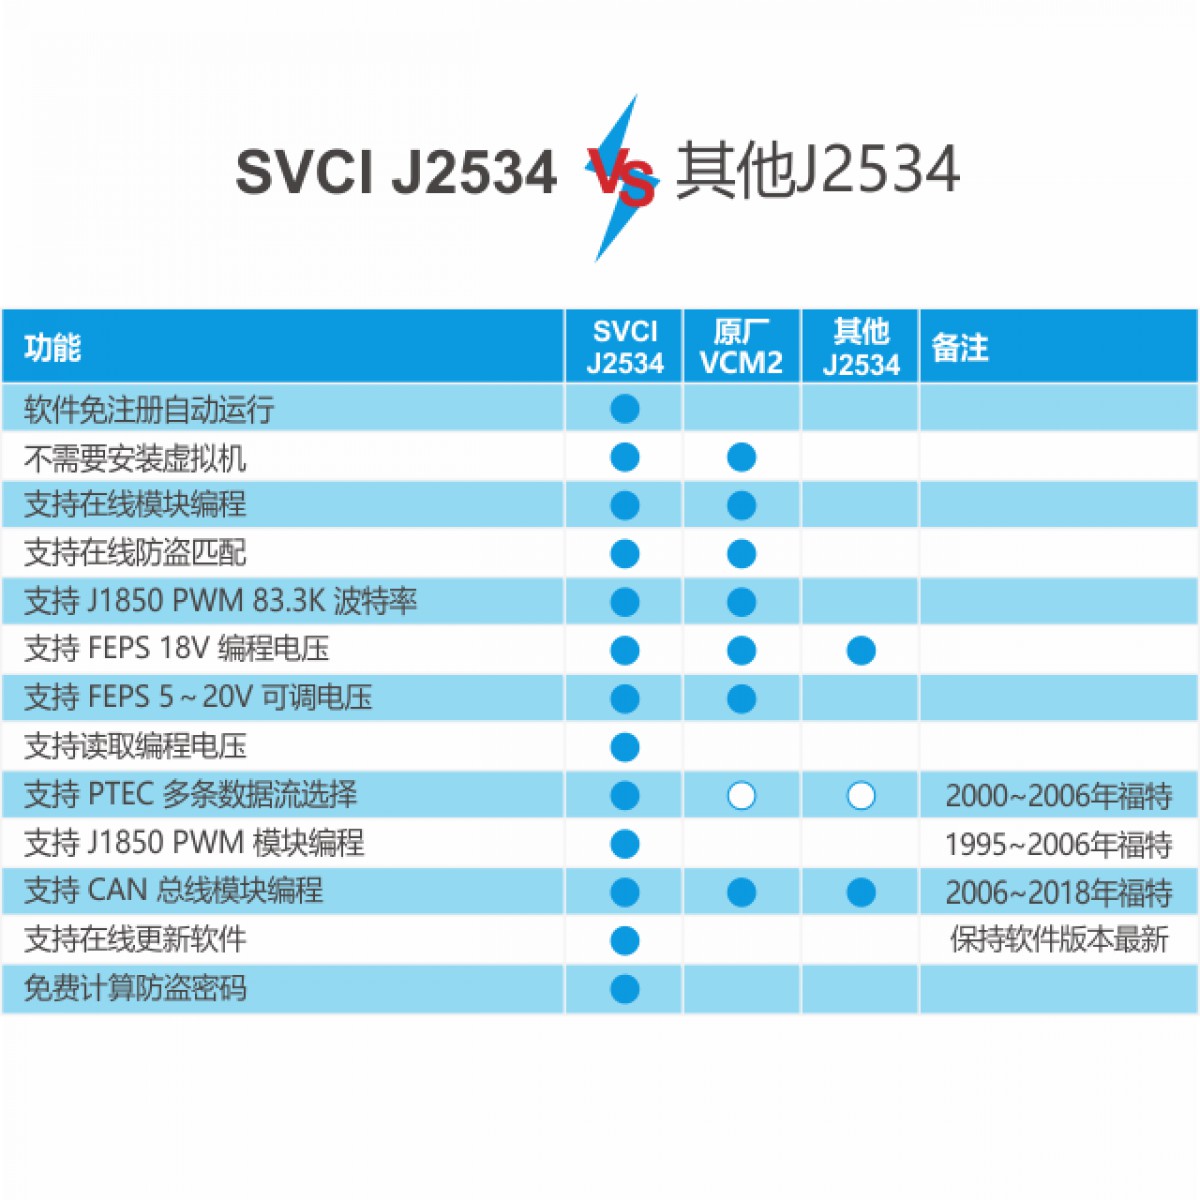 SVCI J2534 VS 其他J2534
功能 SVCI J2534 原厂 VCM2 其他 J2534 备注
软件免注册自动运行
不需要安装虚拟机
支持在线模块编程
支持在线防盗匹配
支持 J1850 PWM 83.3K 波特率
支持 FEPS 18V 编程电压
支持 FEPS 5～20V 可调电压
支持读取编程电压
支持 PTEC 多条数据流选择 2000~2006年福特
支持 J1850 PWM 模块编程 1995~2006年福特
支持 CAN 总线模块编程 2006~2018年福特
支持在线更新软件 保持软件版本最新
免费计算防盗密码